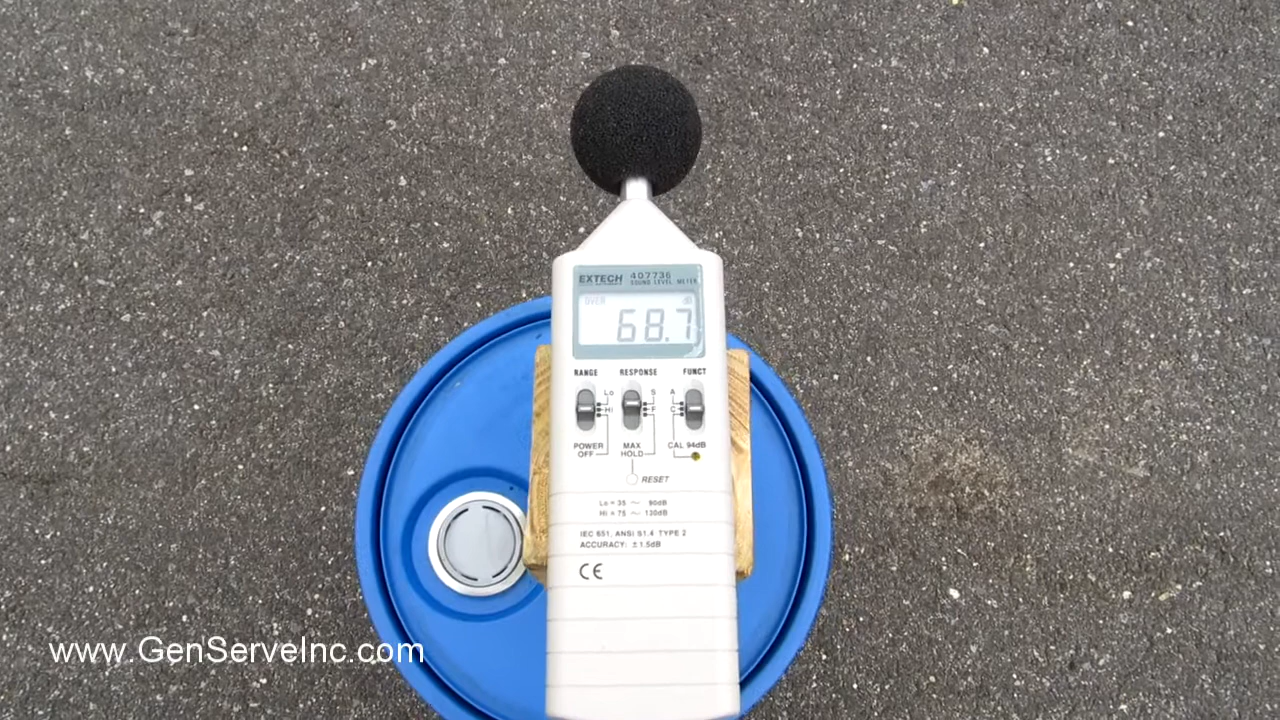 EXTECH 407736
SOUND LEVEL METER
OVER dB
68.7
RANGE RESPONSE FUNCT
Lo S A
Hi F C
POWER OFF MAX HOLD CAL 94dB
RESET
Lo = 35 ~ 90dB
Hi = 75 ~ 130dB
IEC 651, ANSI S1.4 TYPE 2
ACCURACY: ±1.5dB
CE
www.GenServeInc.com